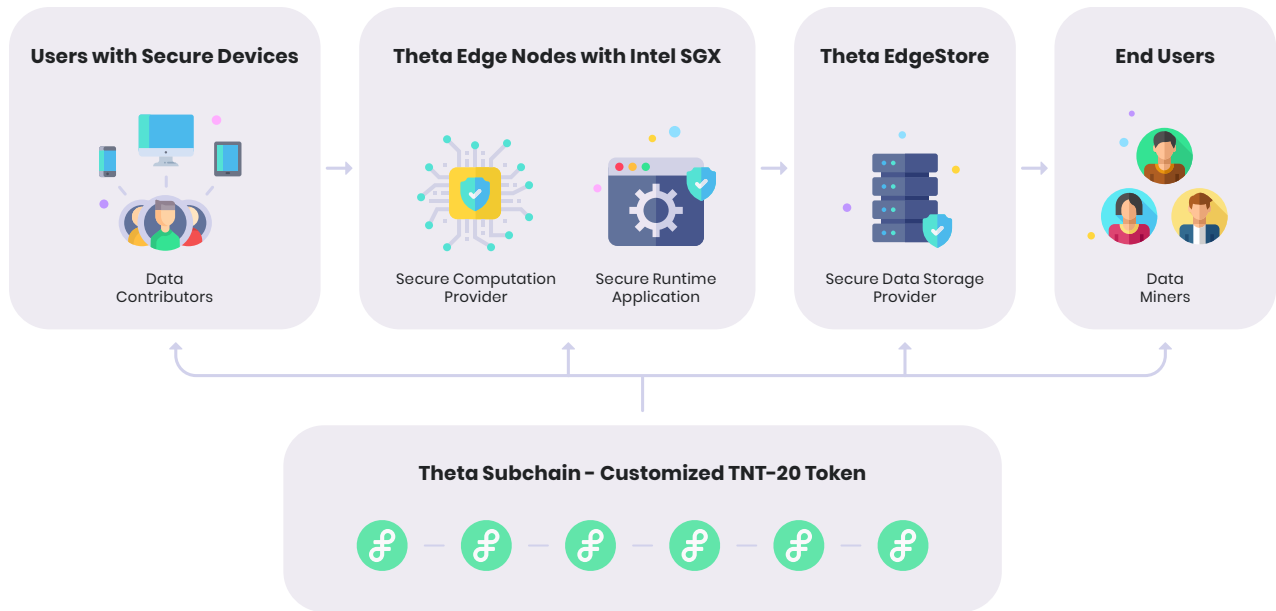 Users with Secure Devices
Data
Contributors
Theta Edge Nodes with Intel SGX
Secure Computation
Provider
Secure Runtime
Application
Theta EdgeStore
Secure Data Storage
Provider
End Users
Data
Miners
Theta Subchain - Customized TNT-20 Token